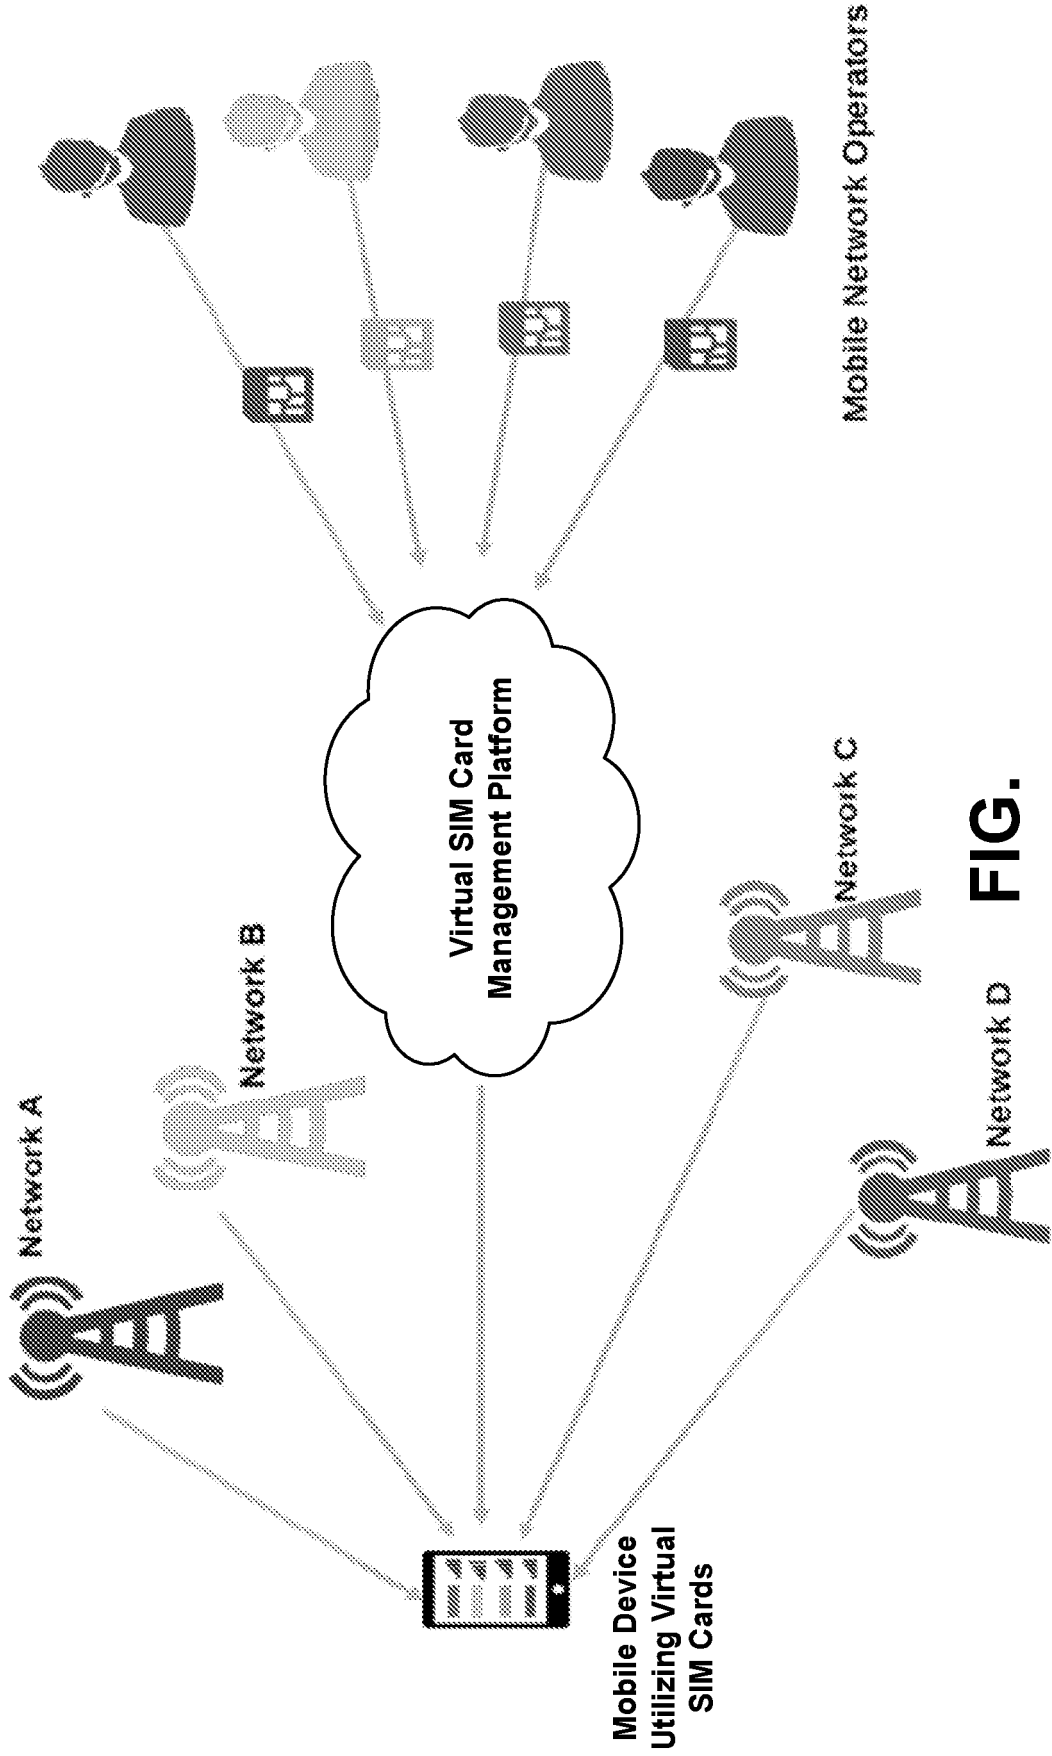 Network A
Network B
Mobile Device
Utilizing Virtual
SIM Cards
Virtual SIM Card
Management Platform
Network C
Network D
Mobile Network Operators
FIG.